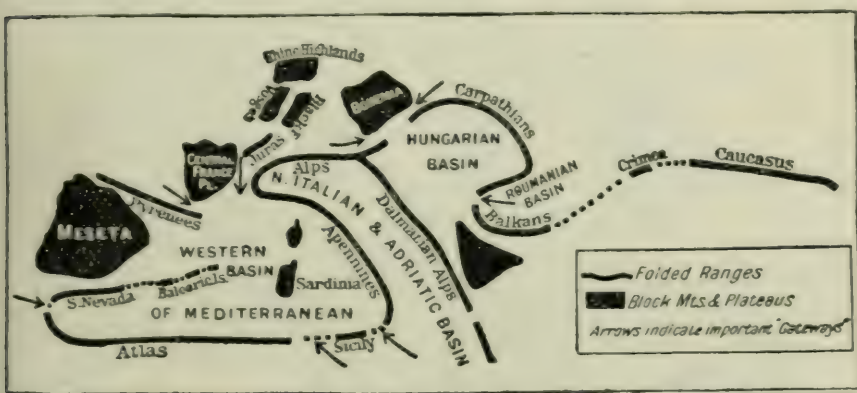 Rhine Highlands
Vosges
Black F.
BOHEMIA
Carpathians
HUNGARIAN
BASIN
Crimea
Caucasus
CENTRAL
FRANCE
PL.
Juras
Alps
N. ITALIAN & ADRIATIC BASIN
ROUMANIAN
BASIN
Balkans
Pyrenees
MESETA
WESTERN
BASIN
Apennines
Dalmatian Alps
S. Nevada
Balearic Is.
Sardinia
OF MEDITERRANEAN
Atlas
Sicily
Folded Ranges
Block Mts. & Plateaus
Arrows indicate important "Gateways"